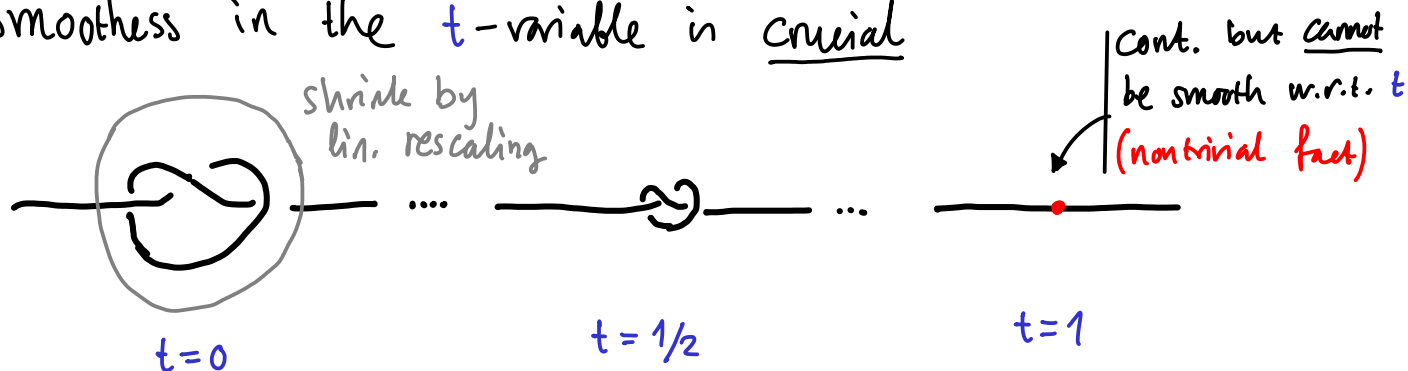 smoothess in the t-variable is crucial
cont. but cannot
be smooth w.r.t. t
(nontrivial fact)
shrink by
lin. rescaling
....
...
t=0
t=1/2
t=1